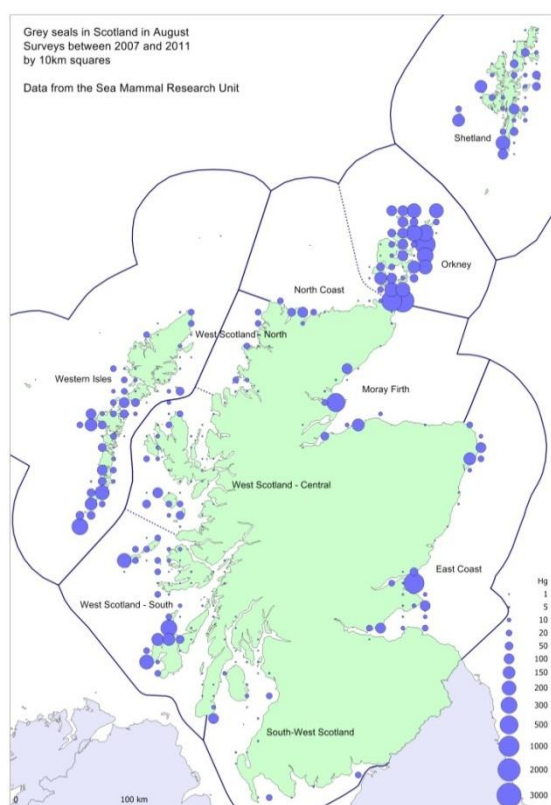 Grey seals in Scotland in August
Surveys between 2007 and 2011
by 10km squares
Data from the Sea Mammal Research Unit
Shetland
Orkney
North Coast
West Scotland - North
Western Isles
Moray Firth
West Scotland - Central
East Coast
West Scotland - South
South-West Scotland
Hg
1
5
10
20
50
100
150
200
300
500
1000
2000
3000
0 100 km